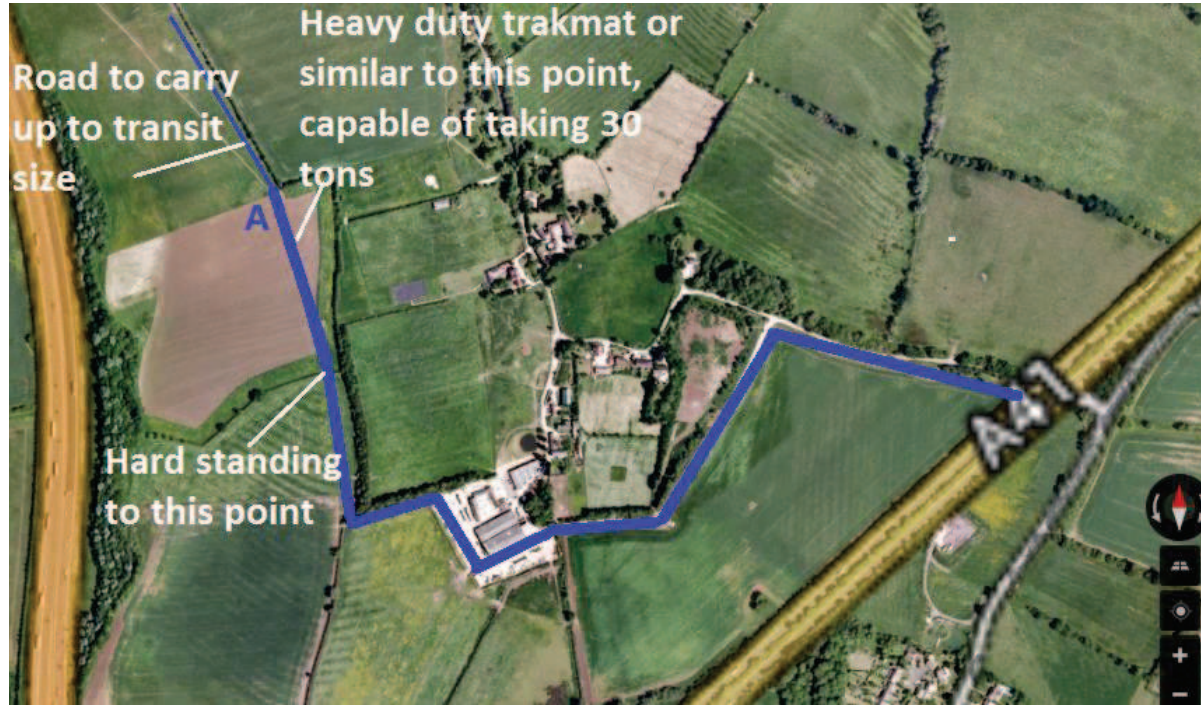 Heavy duty trakmat or
similar to this point,
capable of taking 30
tons
Road to carry
up to transit
size
A
Hard standing
to this point
A41